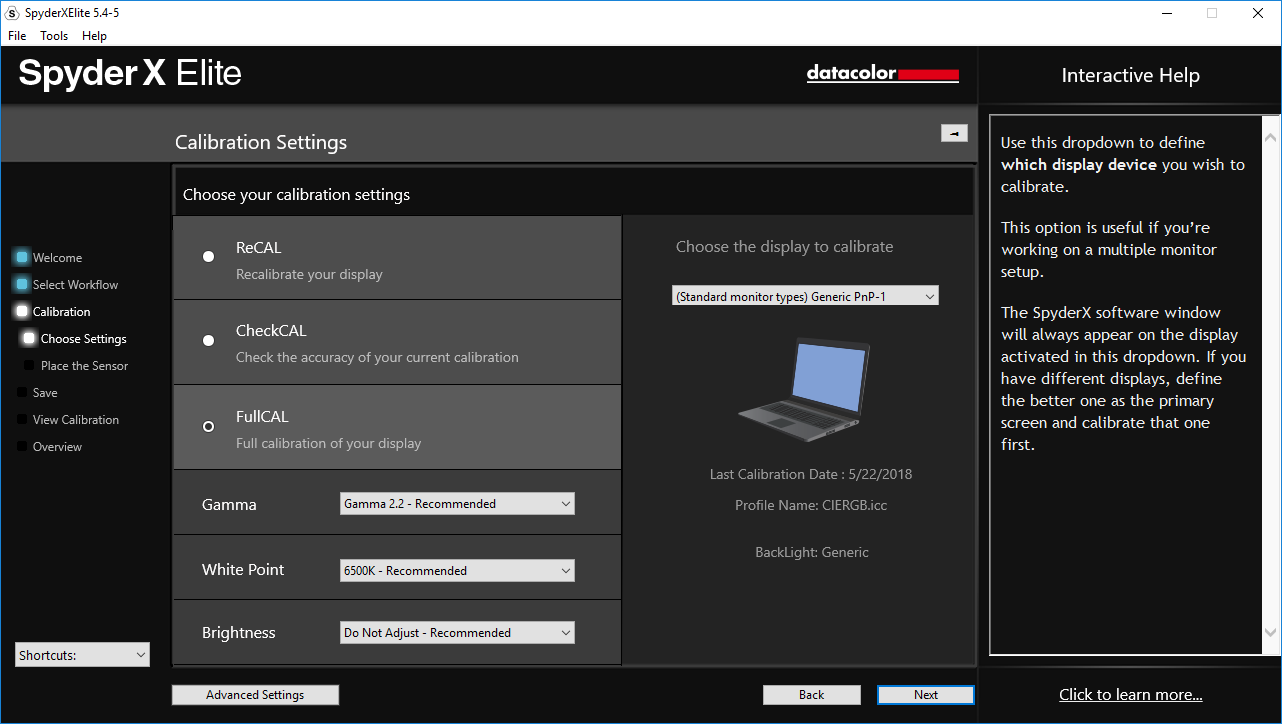 SpyderXElite 5.4-5
File Tools Help
Spyder X Elite
datacolor
Interactive Help
Calibration Settings
Choose your calibration settings
Welcome
Select Workflow
Calibration
Choose Settings
Place the Sensor
Save
View Calibration
Overview
Shortcuts:
ReCAL
Recalibrate your display
CheckCAL
Check the accuracy of your current calibration
FullCAL
Full calibration of your display
Gamma
Gamma 2.2 - Recommended
White Point
6500K - Recommended
Brightness
Do Not Adjust - Recommended
Choose the display to calibrate
(Standard monitor types) Generic PnP-1
Last Calibration Date : 5/22/2018
Profile Name: CIERGB.icc
BackLight: Generic
Advanced Settings
Back
Next
Use this dropdown to define
which display device you wish to
calibrate.
This option is useful if you’re
working on a multiple monitor
setup.
The SpyderX software window
will always appear on the display
activated in this dropdown. If you
have different displays, define
the better one as the primary
screen and calibrate that one
first.
Click to learn more...